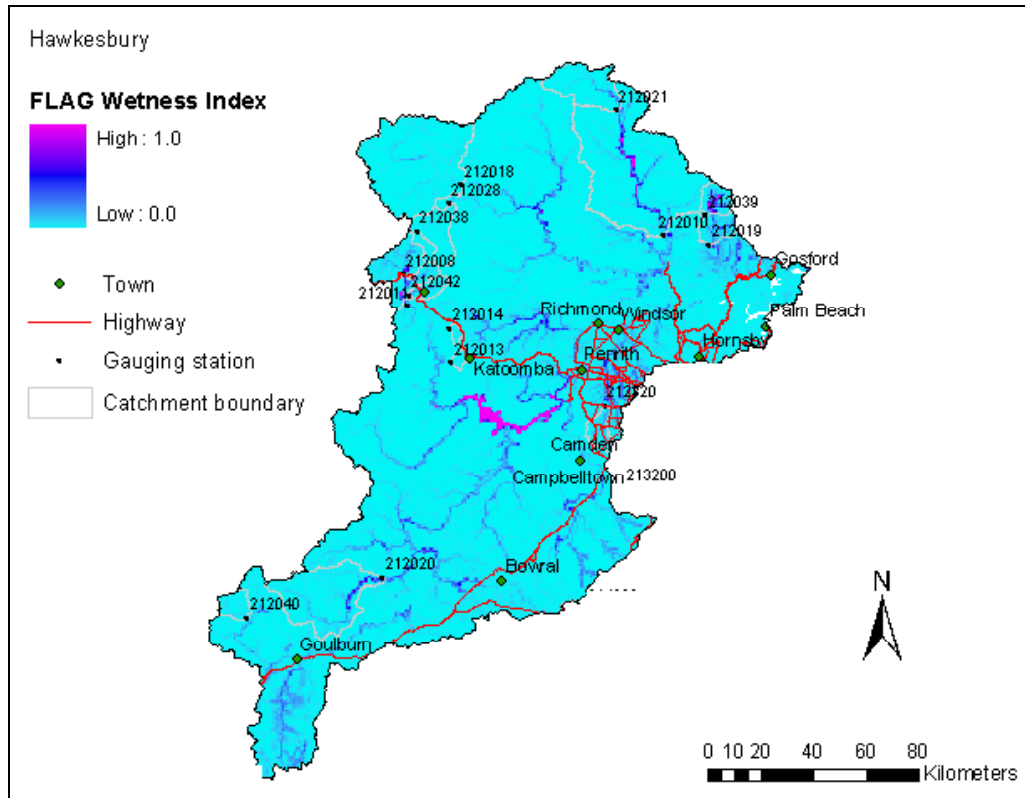 Hawkesbury
FLAG Wetness Index
High : 1.0
Low : 0.0
Town
Highway
Gauging station
Catchment boundary
212021
212018
212028
212039
212038
212010
212019
212008
Gosford
212042
212011
Richmond
Windsor
Palm Beach
212014
Hornsby
212013
Penrith
Katoomba
Camden
Campbelltown
213200
212020
Bowral
212040
Goulburn
N
0 10 20 40 60 80
Kilometers